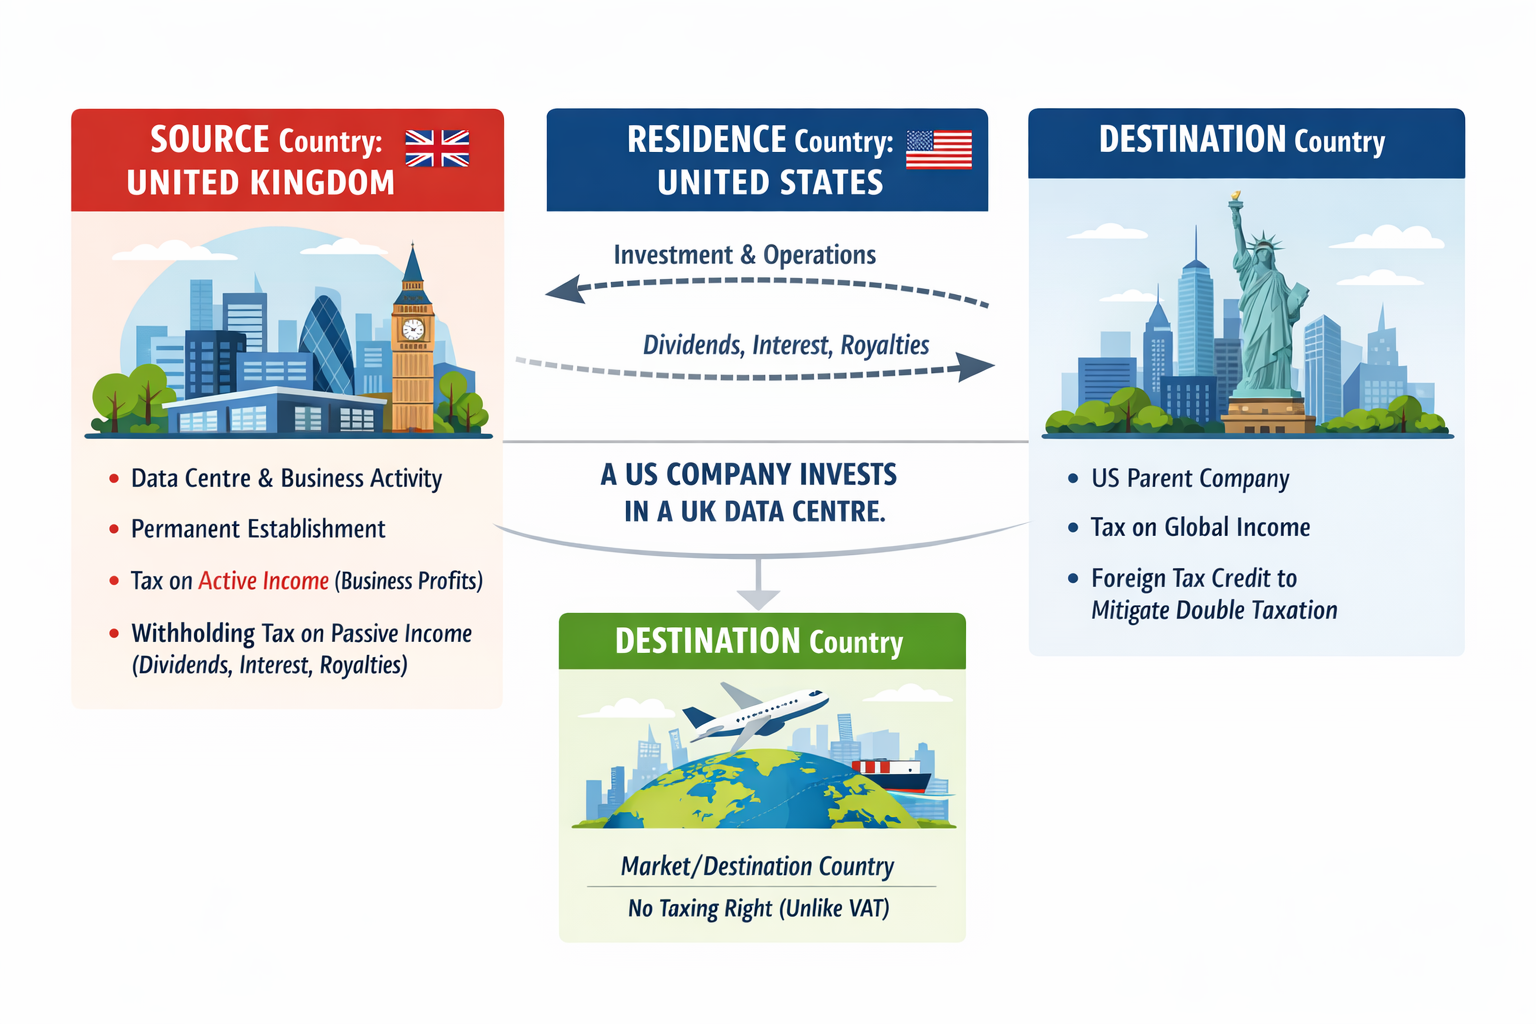 SOURCE Country:
UNITED KINGDOM
Data Centre & Business Activity
Permanent Establishment
Tax on Active Income (Business Profits)
Withholding Tax on Passive Income
(Dividends, Interest, Royalties)
RESIDENCE Country:
UNITED STATES
Investment & Operations
Dividends, Interest, Royalties
A US COMPANY INVESTS
IN A UK DATA CENTRE.
DESTINATION Country
US Parent Company
Tax on Global Income
Foreign Tax Credit to
Mitigate Double Taxation
DESTINATION Country
Market/Destination Country
No Taxing Right (Unlike VAT)